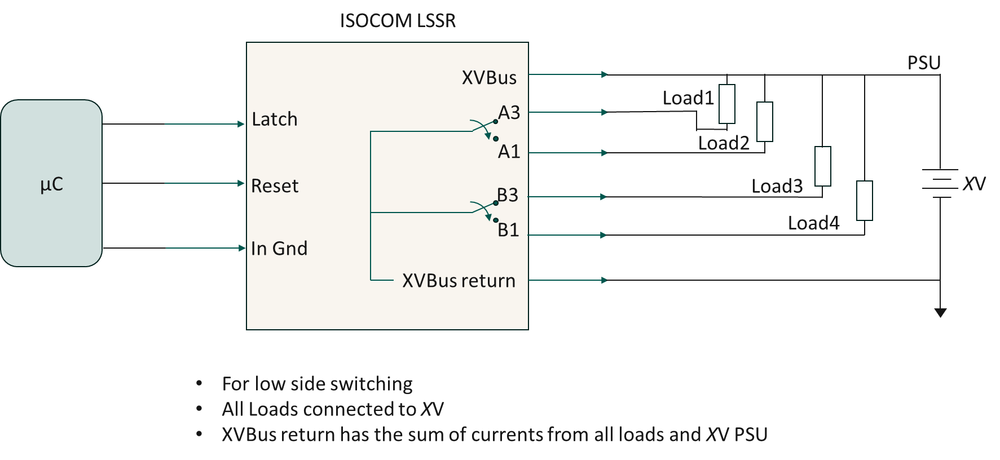 ISOCOM LSSR
PSU
XVBus
Load1
A3
Latch
Load2
A1
µC
Reset
B3
Load3
XV
B1
Load4
In Gnd
XVBus return
• For low side switching
• All Loads connected to XV
• XVBus return has the sum of currents from all loads and XV PSU